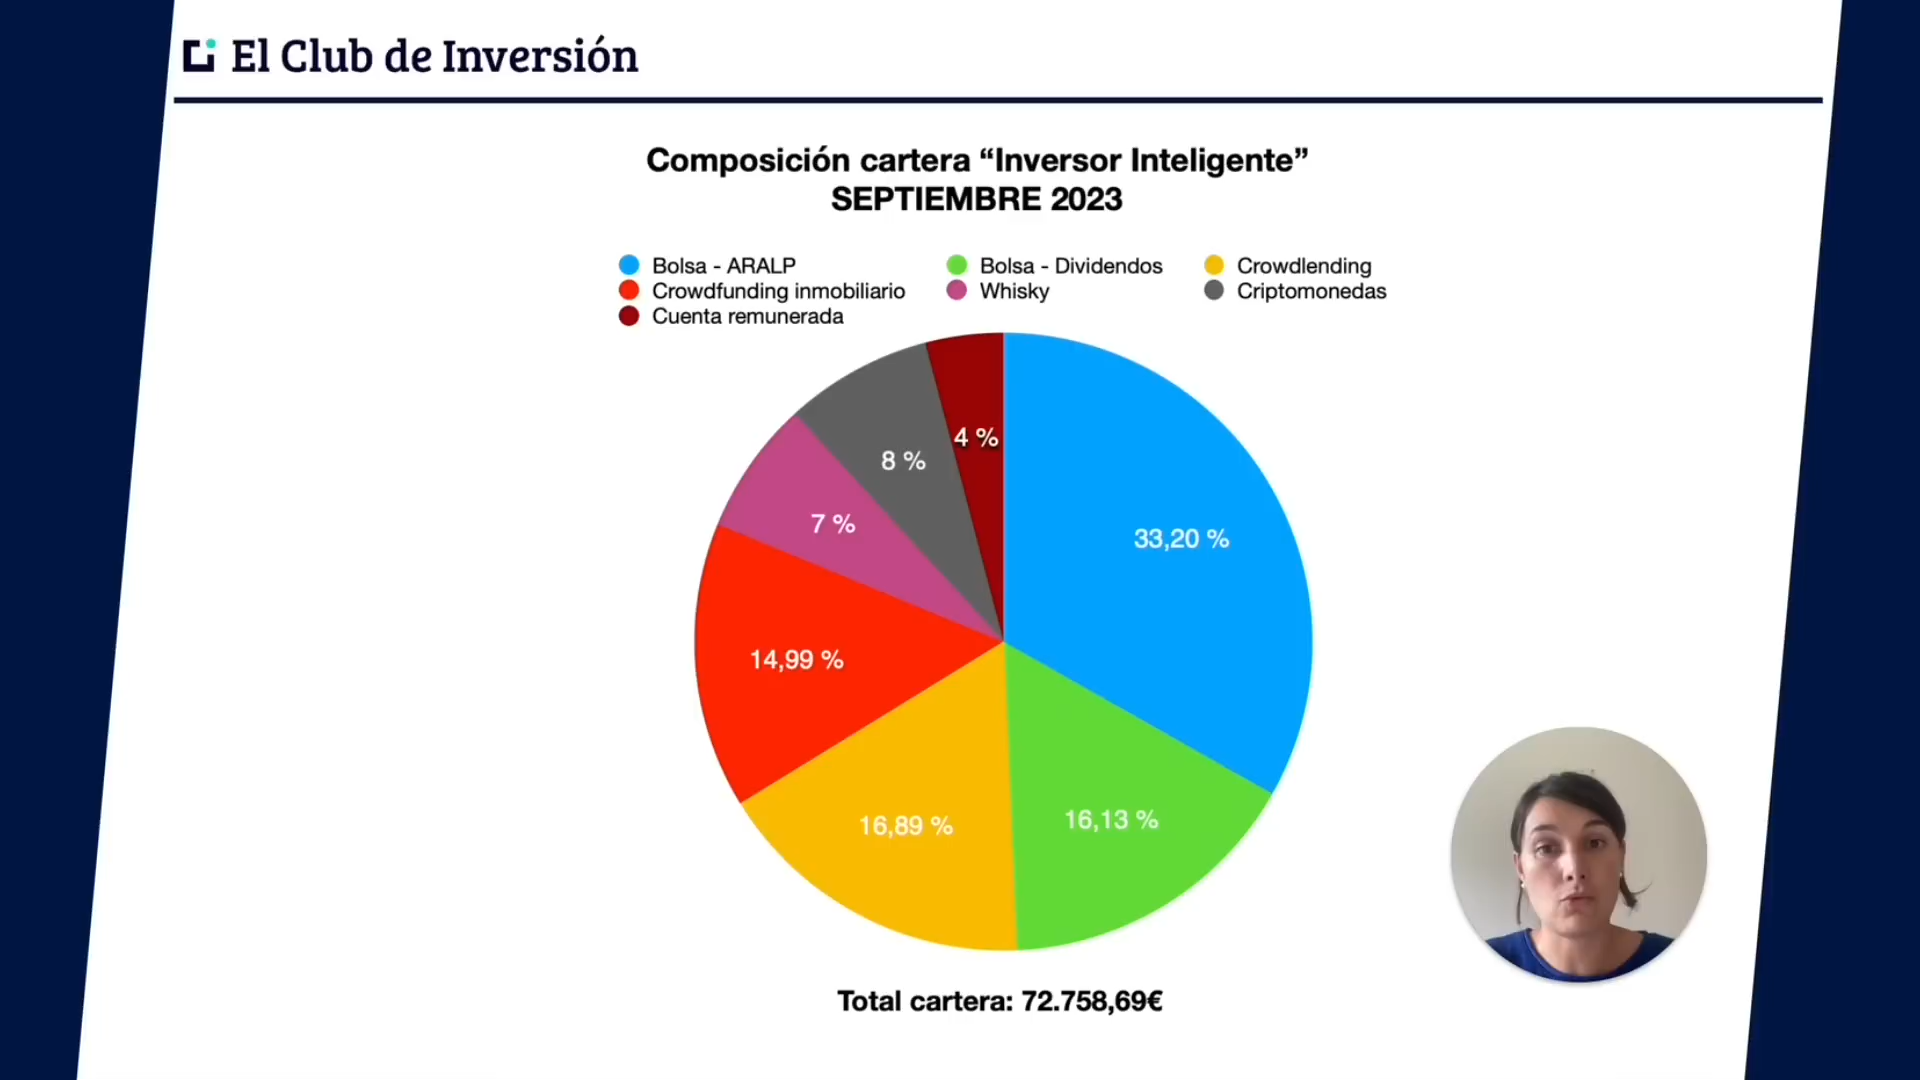 El Club de Inversión
Composición cartera “Inversor Inteligente”
SEPTIEMBRE 2023
Bolsa - ARALP
Bolsa - Dividendos
Crowdlending
Crowdfunding inmobiliario
Whisky
Criptomonedas
Cuenta remunerada
4 %
8 %
7 %
33,20 %
14,99 %
16,89 %
16,13 %
Total cartera: 72.758,69€